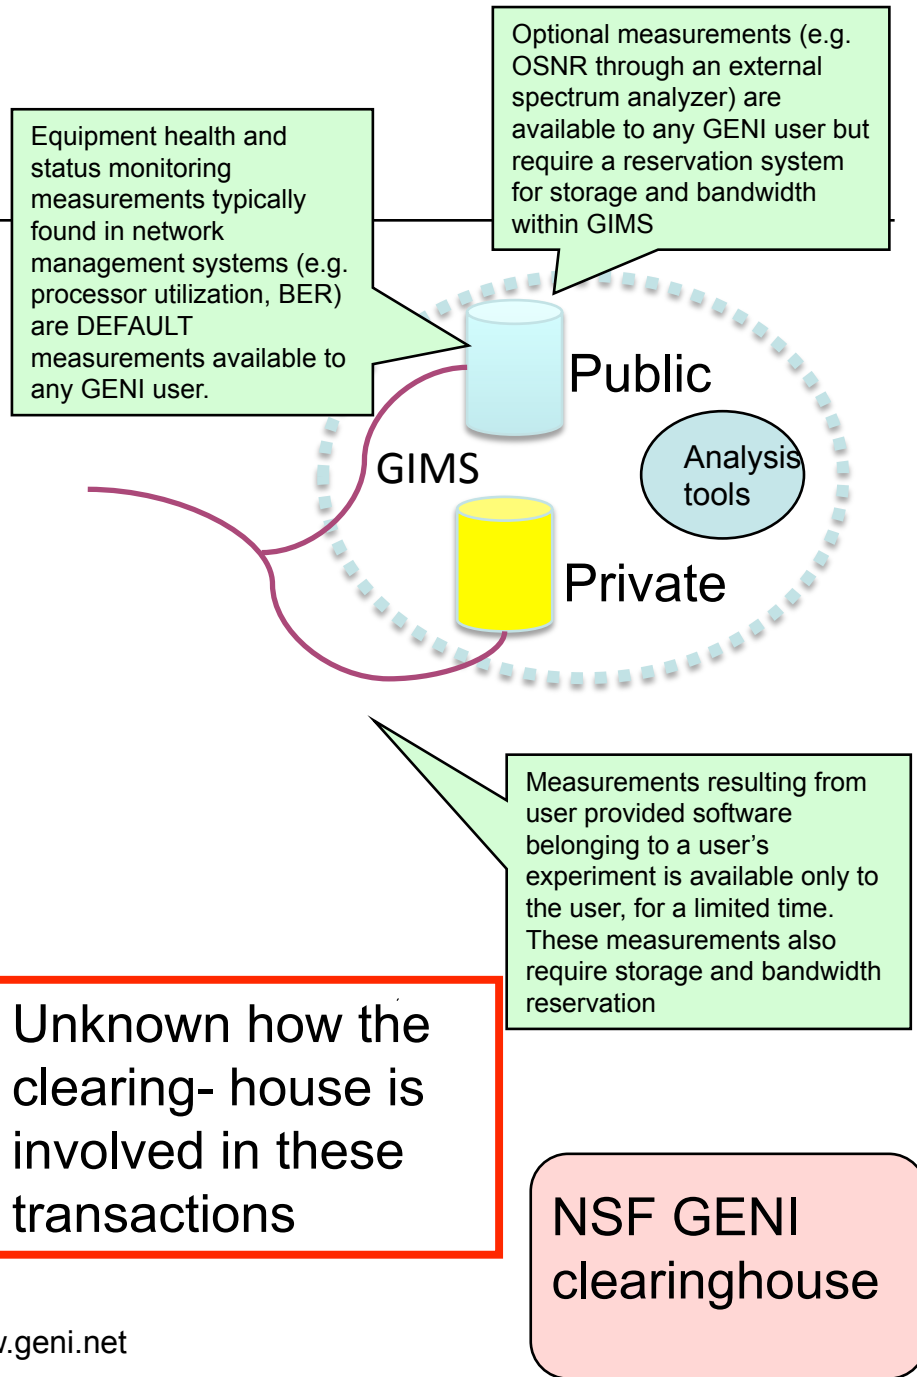 Optional measurements (e.g.
OSNR through an external
spectrum analyzer) are
available to any GENI user but
require a reservation system
for storage and bandwidth
within GIMS
Equipment health and
status monitoring
measurements typically
found in network
management systems (e.g.
processor utilization, BER)
are DEFAULT
measurements available to
any GENI user.
Public
GIMS
Analysis
tools
Private
Measurements resulting from
user provided software
belonging to a user’s
experiment is available only to
the user, for a limited time.
These measurements also
require storage and bandwidth
reservation
Unknown how the
clearing- house is
involved in these
transactions
NSF GENI
clearinghouse
.geni.net